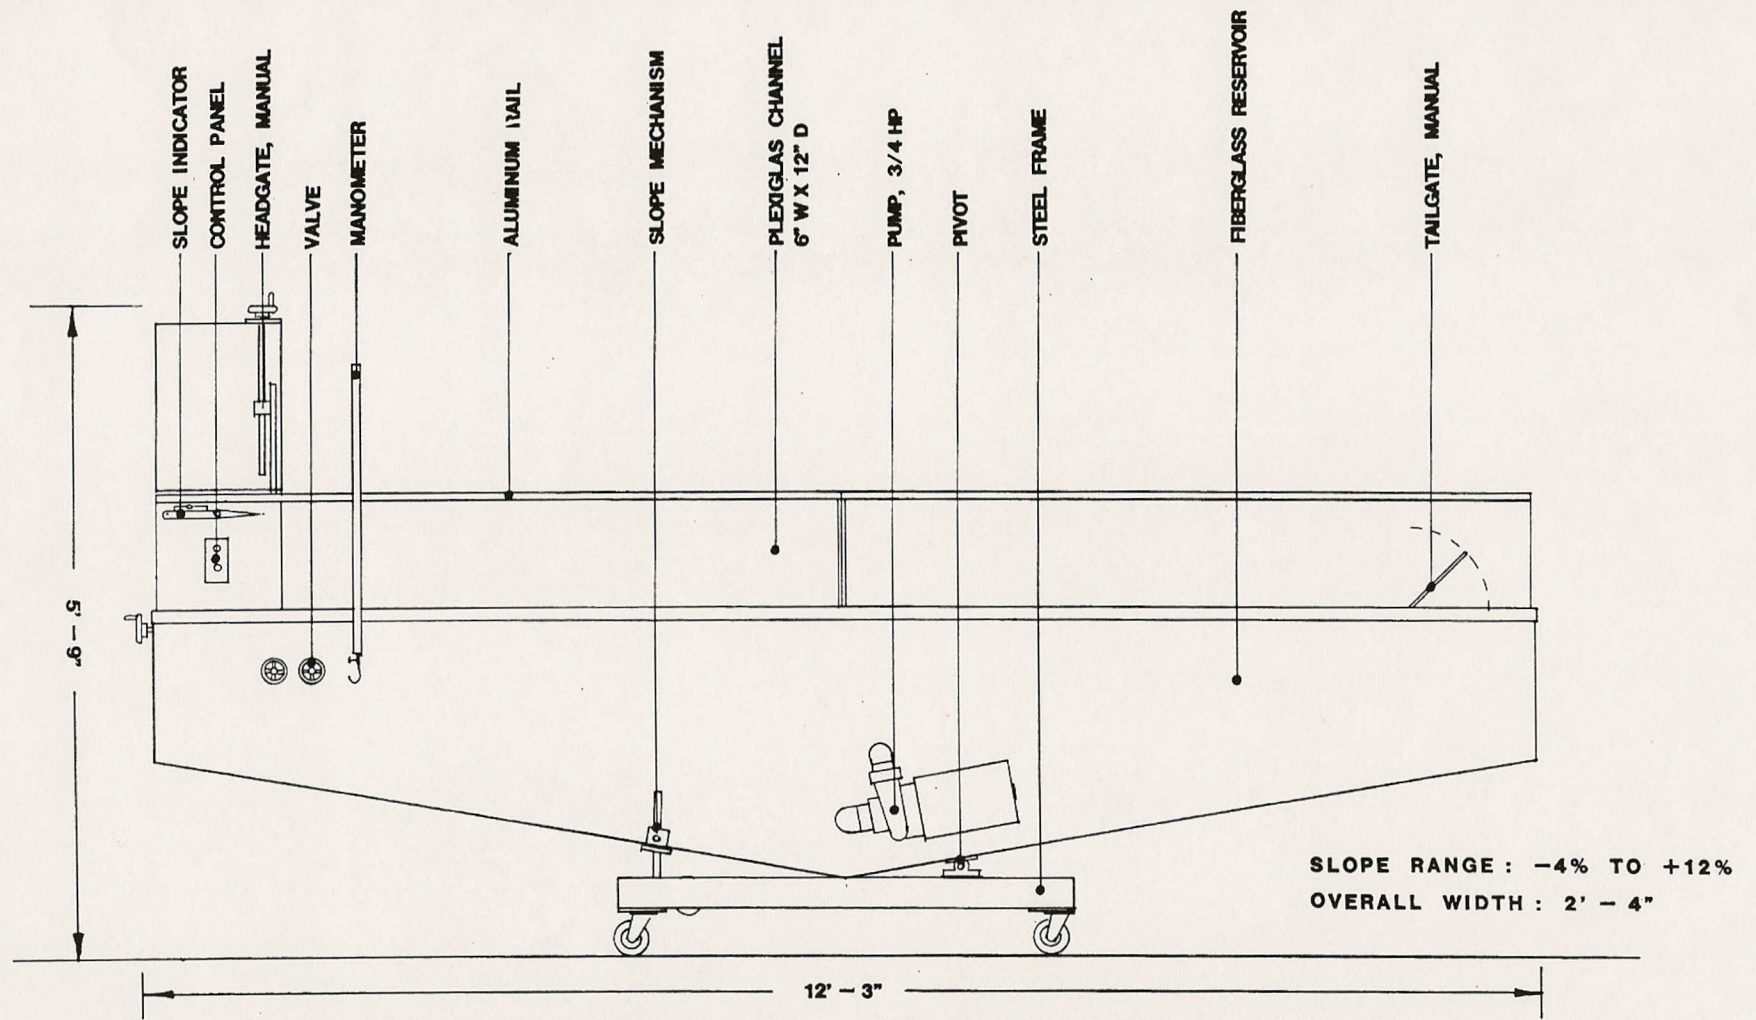 SLOPE INDICATOR
CONTROL PANEL
HEADGATE, MANUAL
VALVE
MANOMETER
ALUMINUM RAIL
SLOPE MECHANISM
PLEXIGLAS CHANNEL
6" W X 12" D
PUMP, 3/4 HP
PIVOT
STEEL FRAME
FIBERGLASS RESERVOIR
TAILGATE, MANUAL
5' - 9"
SLOPE RANGE : -4% TO +12%
OVERALL WIDTH : 2' - 4"
12' - 3"